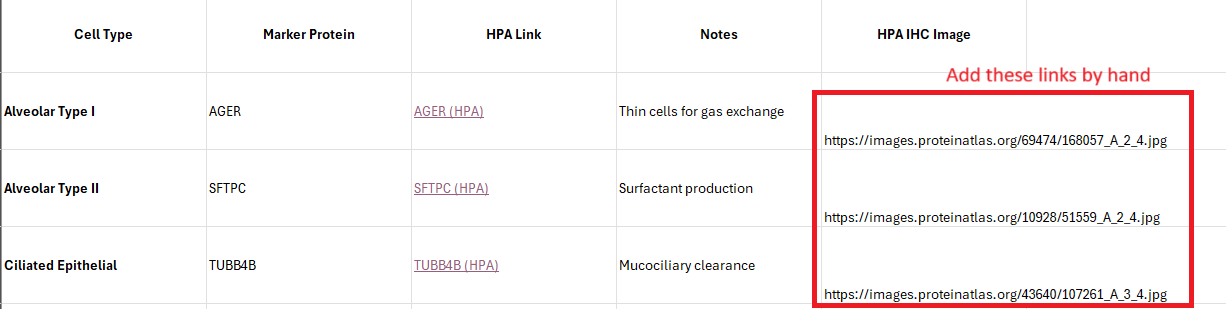 Cell Type Marker Protein HPA Link Notes HPA IHC Image
Add these links by hand
Alveolar Type I AGER AGER (HPA) Thin cells for gas exchange
https://images.proteinatlas.org/69474/168057_A_2_4.jpg
Alveolar Type II SFTPC SFTPC (HPA) Surfactant production
https://images.proteinatlas.org/10928/51559_A_2_4.jpg
Ciliated Epithelial TUBB4B TUBB4B (HPA) Mucociliary clearance
https://images.proteinatlas.org/43640/107261_A_3_4.jpg